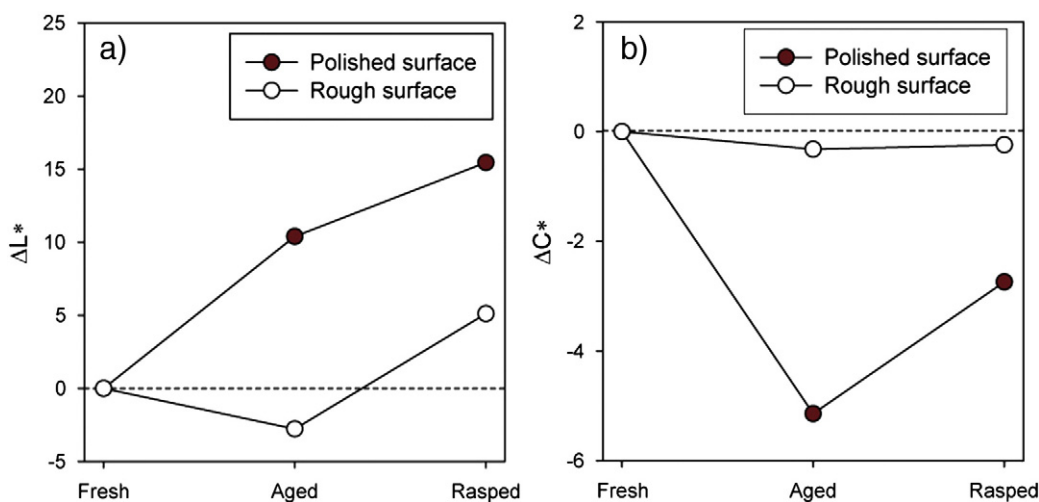 a)
Polished surface
Rough surface
25
20
15
10
5
0
-5
ΔL*
Fresh Aged Rasped
b)
Polished surface
Rough surface
2
0
-2
-4
-6
ΔC*
Fresh Aged Rasped